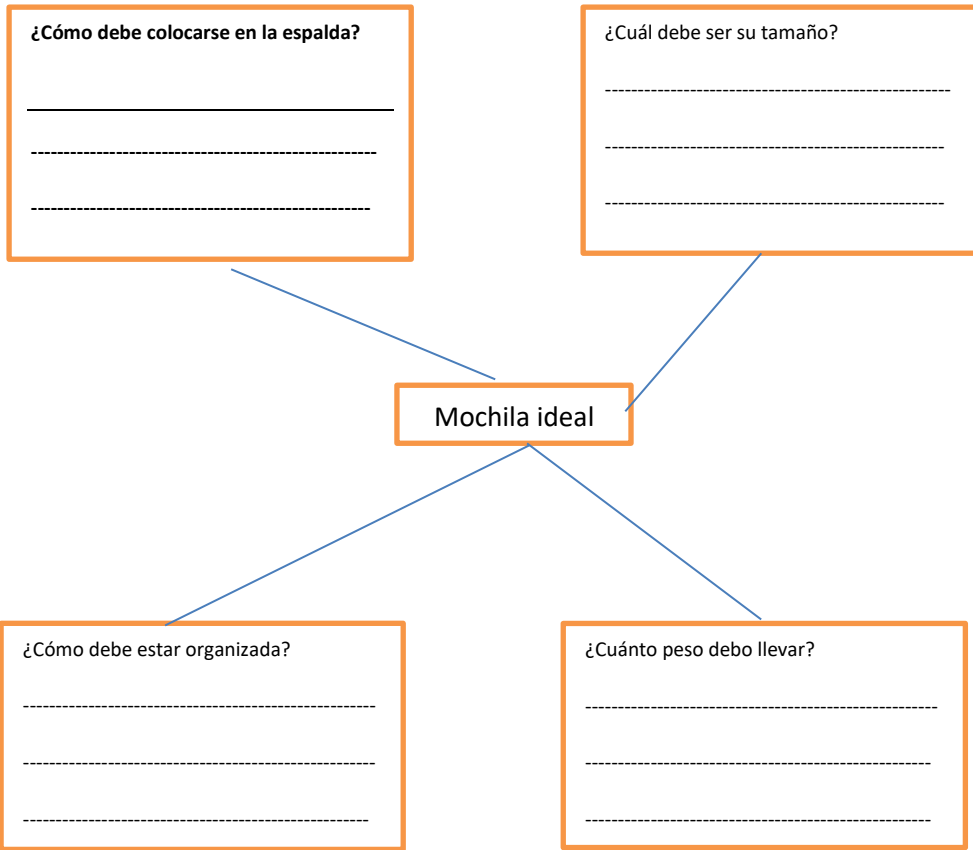 ¿Cómo debe colocarse en la espalda?
¿Cuál debe ser su tamaño?
Mochila ideal
¿Cómo debe estar organizada?
¿Cuánto peso debo llevar?